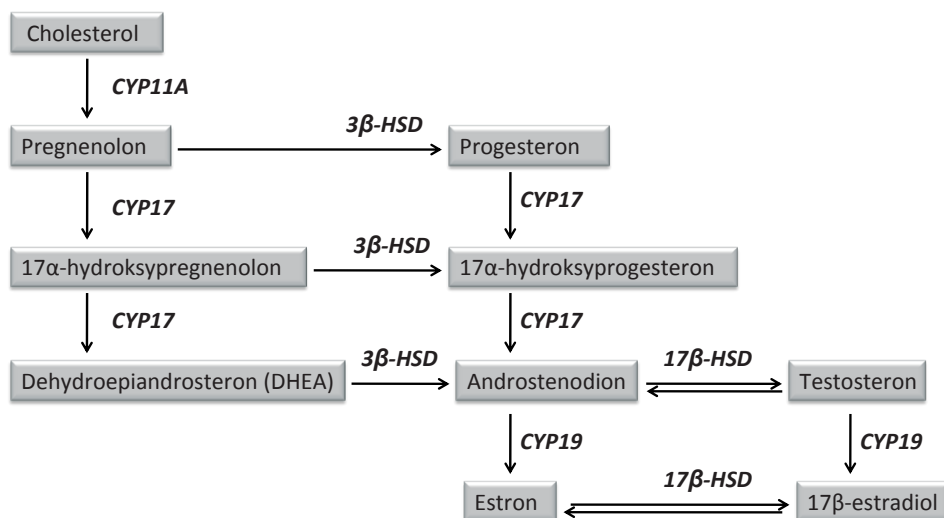 Cholesterol
CYP11A
3β-HSD
Pregnenolon
Progesteron
CYP17
CYP17
3β-HSD
17α-hydroksypregnenolon
17α-hydroksyprogesteron
CYP17
CYP17
3β-HSD
17β-HSD
Dehydroepiandrosteron (DHEA)
Androstenodion
Testosteron
CYP19
CYP19
17β-HSD
Estron
17β-estradiol